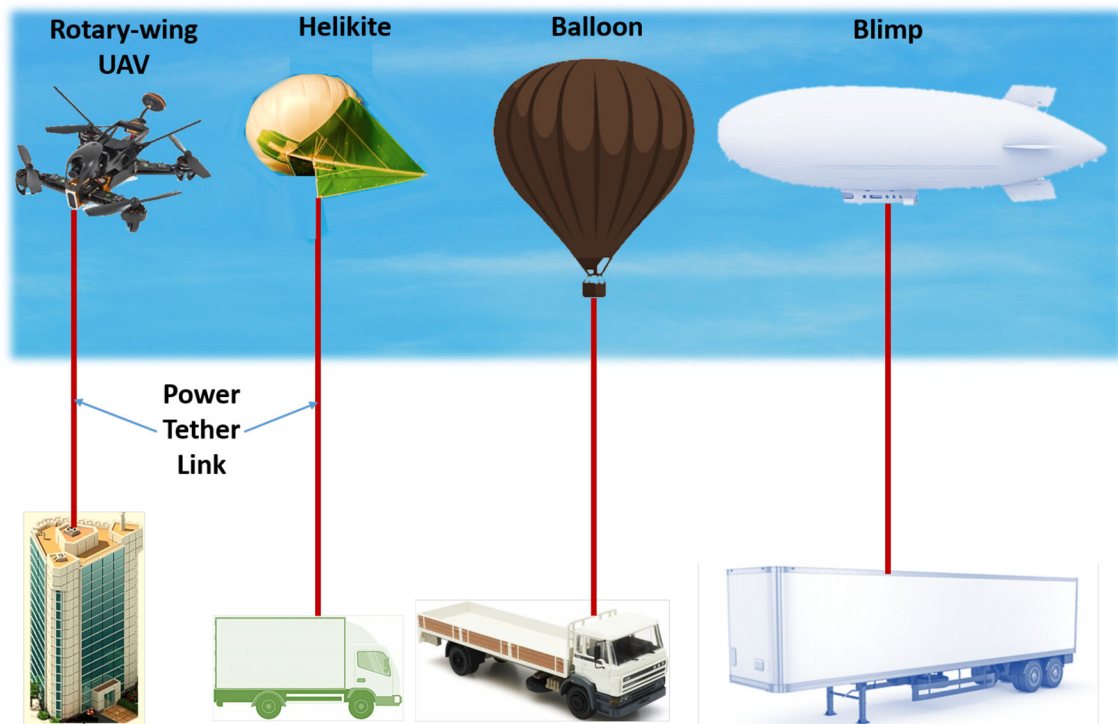 Rotary-wing
UAV
Helikite
Balloon
Blimp
Power
Tether
Link